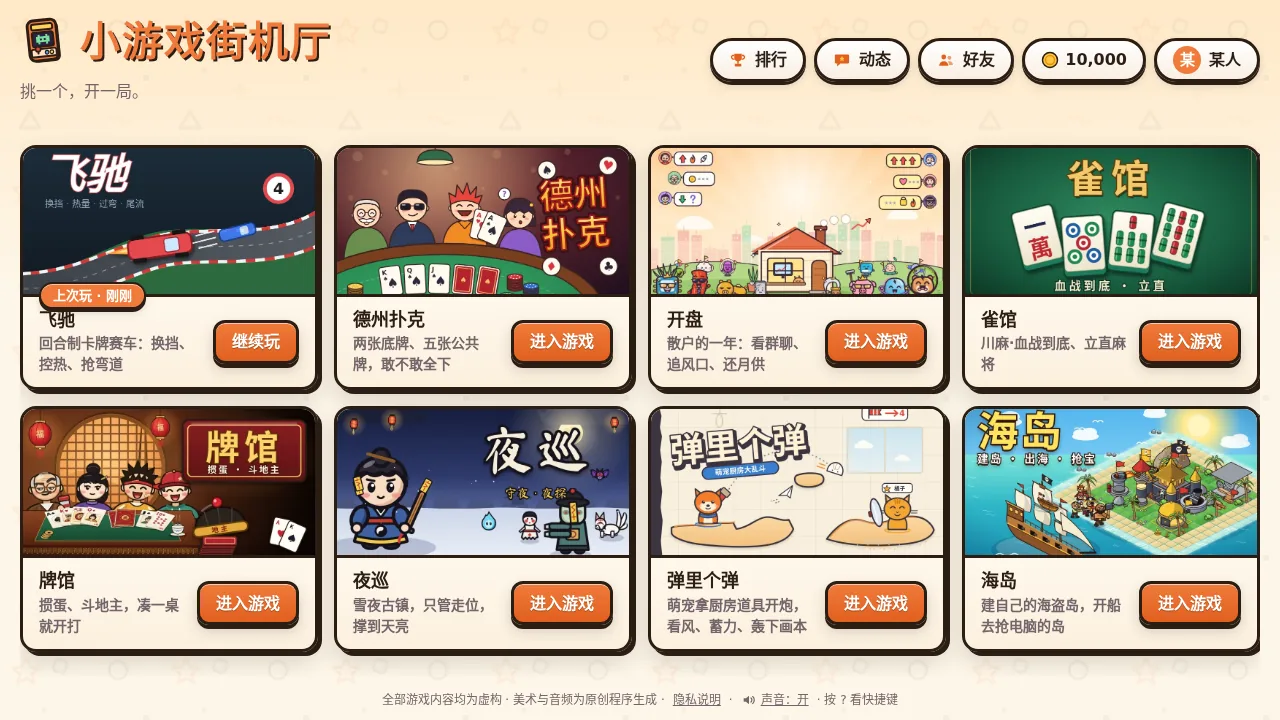 小游戏街机厅
挑一个，开一局。
排行
动态
好友
10,000
某 某人
飞驰
换挡 · 热量 · 过弯 · 尾流
4
上次玩 · 刚刚
飞驰
回合制卡牌赛车：换挡、
控热、抢弯道
继续玩
德州
扑克
?
K
Q
J
A
德州扑克
两张底牌、五张公共
牌，敢不敢全下
进入游戏
?
开盘
散户的一年：看群聊、
追风口、还月供
进入游戏
雀馆
一
萬
血战到底 · 立直
雀馆
川麻·血战到底、立直麻
将
进入游戏
牌馆
掼蛋 · 斗地主
福
福
地主
A
K
牌馆
掼蛋、斗地主，凑一桌
就开打
进入游戏
夜巡
守夜 · 夜探
夜巡
雪夜古镇，只管走位，
撑到天亮
进入游戏
→4
弹里个弹
萌宠厨房大乱斗
橘子
弹里个弹
萌宠拿厨房道具开炮，
看风、蓄力、轰下画本
进入游戏
海岛
建岛 · 出海 · 抢宝
海岛
建自己的海盗岛，开船
去抢电脑的岛
进入游戏
全部游戏内容均为虚构 · 美术与音频为原创程序生成 · 隐私说明 · 声音：开 · 按 ? 看快捷键